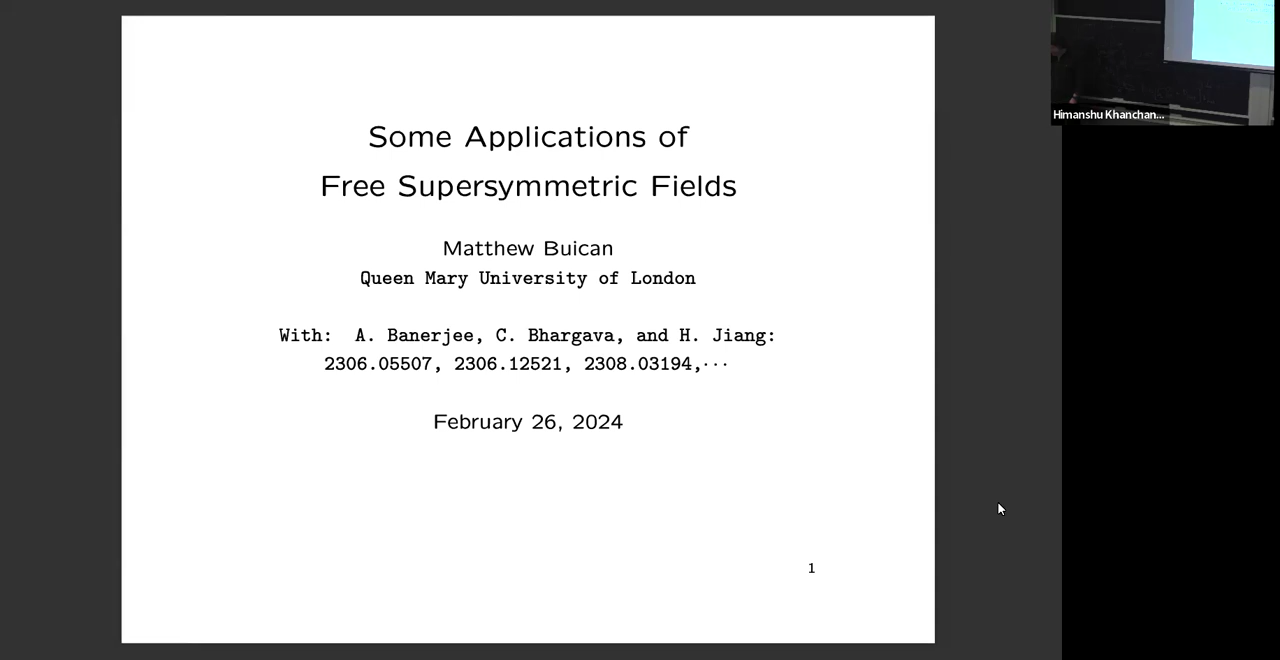 Some Applications of
Free Supersymmetric Fields
Matthew Buican
Queen Mary University of London
With: A. Banerjee, C. Bhargava, and H. Jiang:
2306.05507, 2306.12521, 2308.03194,···
February 26, 2024
1
Himanshu Khanchan...